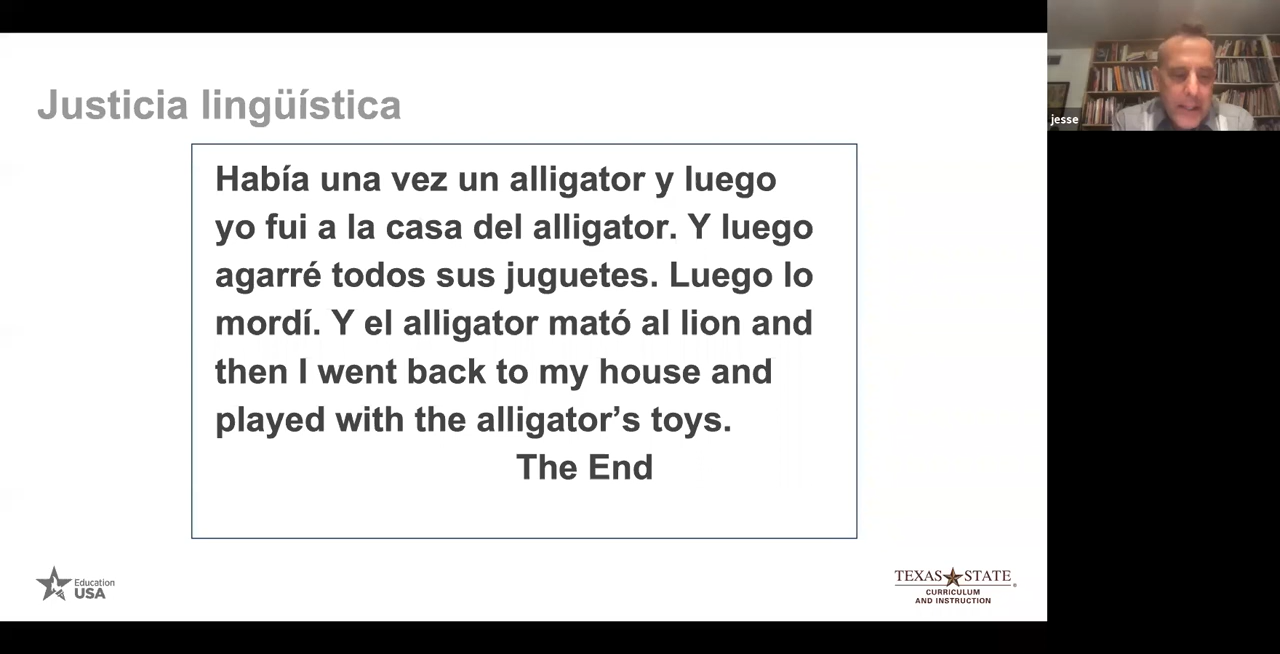 Justicia lingüística
Había una vez un alligator y luego
yo fui a la casa del alligator. Y luego
agarré todos sus juguetes. Luego lo
mordí. Y el alligator mató al lion and
then I went back to my house and
played with the alligator’s toys.
The End
Education
USA
TEXAS STATE
CURRICULUM
AND INSTRUCTION
jesse